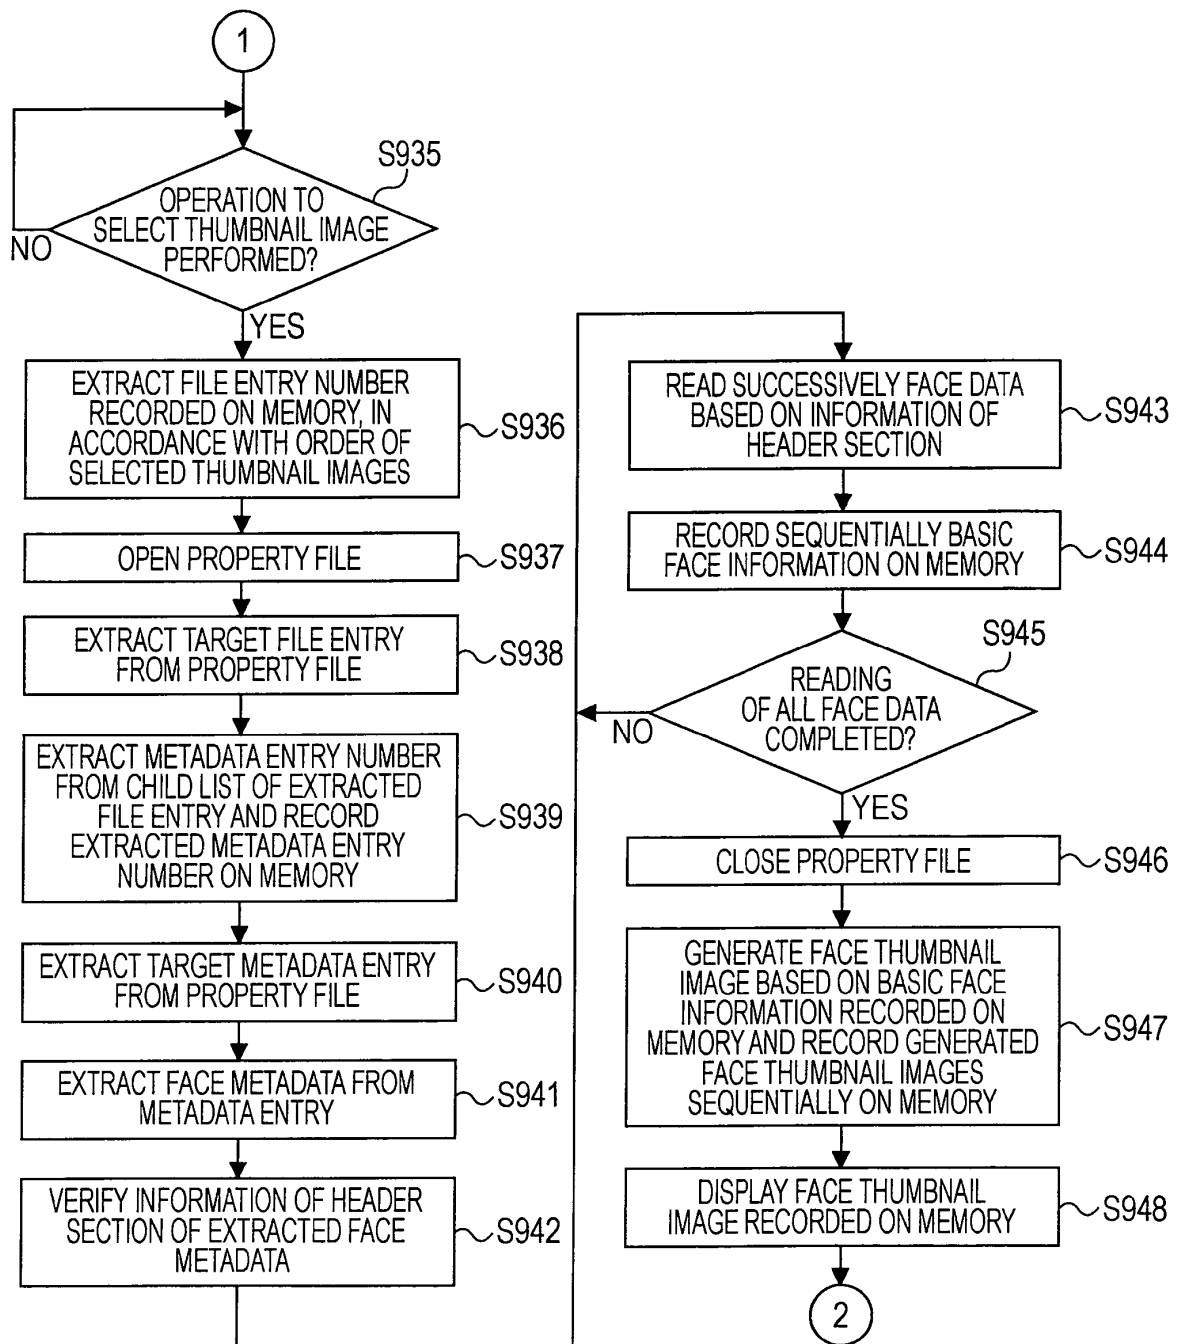 1
S935
OPERATION TO
SELECT THUMBNAIL IMAGE
PERFORMED?
NO
YES
EXTRACT FILE ENTRY NUMBER
RECORDED ON MEMORY, IN
ACCORDANCE WITH ORDER OF
SELECTED THUMBNAIL IMAGES
S936
OPEN PROPERTY FILE
S937
EXTRACT TARGET FILE ENTRY
FROM PROPERTY FILE
S938
EXTRACT METADATA ENTRY NUMBER
FROM CHILD LIST OF EXTRACTED
FILE ENTRY AND RECORD
EXTRACTED METADATA ENTRY
NUMBER ON MEMORY
S939
EXTRACT TARGET METADATA ENTRY
FROM PROPERTY FILE
S940
EXTRACT FACE METADATA FROM
METADATA ENTRY
S941
VERIFY INFORMATION OF HEADER
SECTION OF EXTRACTED FACE
METADATA
S942
READ SUCCESSIVELY FACE DATA
BASED ON INFORMATION OF
HEADER SECTION
S943
RECORD SEQUENTIALLY BASIC
FACE INFORMATION ON MEMORY
S944
S945
READING
OF ALL FACE DATA
COMPLETED?
NO
YES
CLOSE PROPERTY FILE
S946
GENERATE FACE THUMBNAIL
IMAGE BASED ON BASIC FACE
INFORMATION RECORDED ON
MEMORY AND RECORD GENERATED
FACE THUMBNAIL IMAGES
SEQUENTIALLY ON MEMORY
S947
DISPLAY FACE THUMBNAIL
IMAGE RECORDED ON MEMORY
S948
2